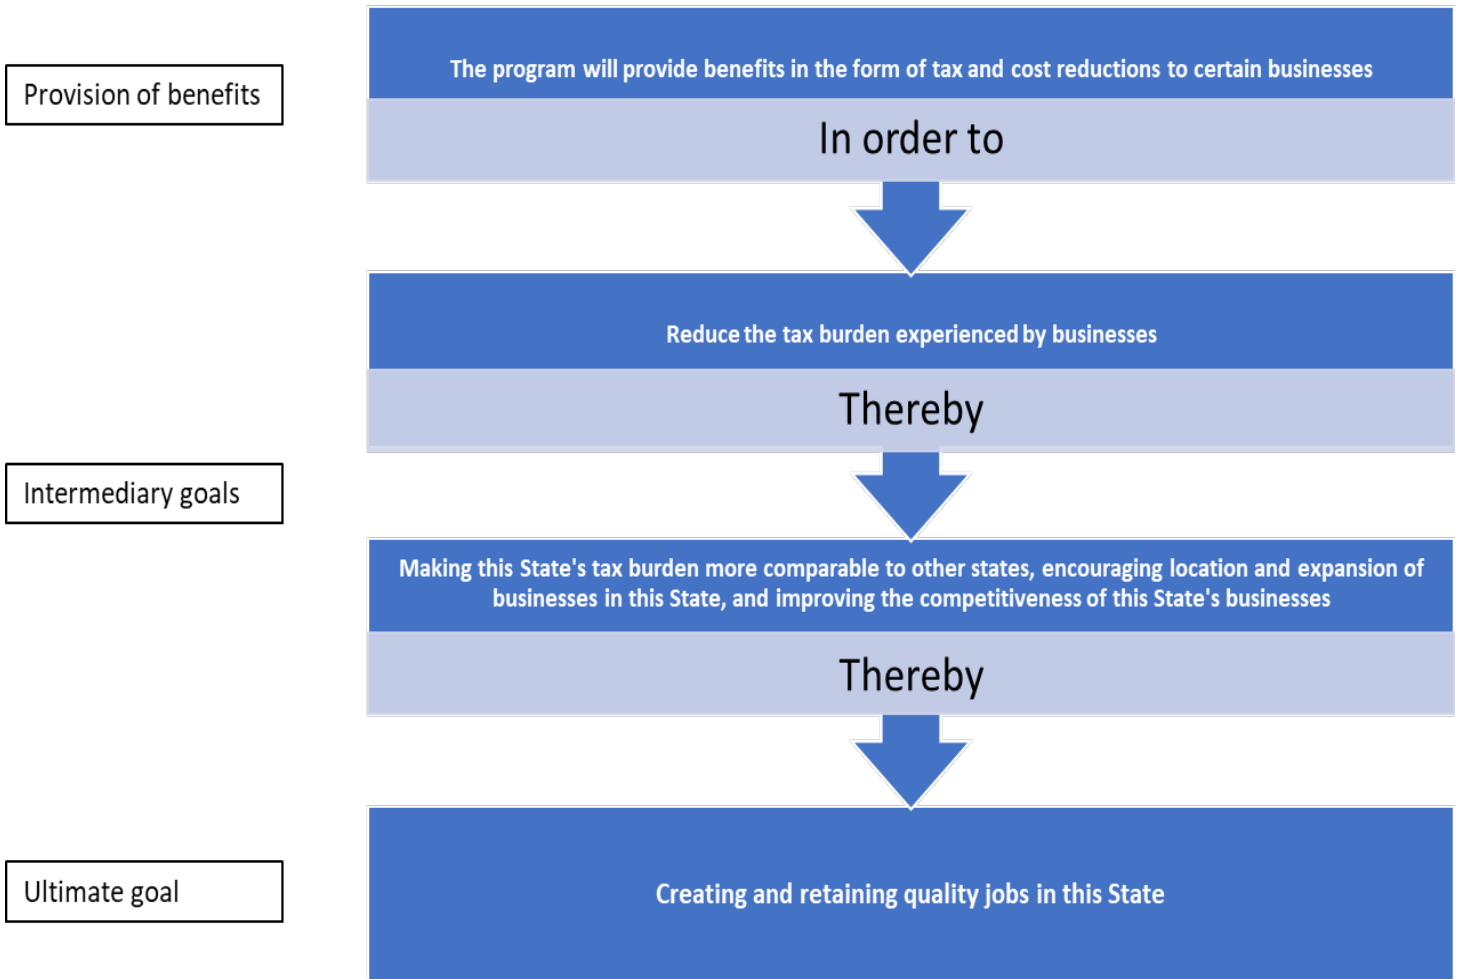 Provision of benefits
The program will provide benefits in the form of tax and cost reductions to certain businesses
In order to
Reduce the tax burden experienced by businesses
Thereby
Intermediary goals
Making this State's tax burden more comparable to other states, encouraging location and expansion of
businesses in this State, and improving the competitiveness of this State's businesses
Thereby
Ultimate goal
Creating and retaining quality jobs in this State